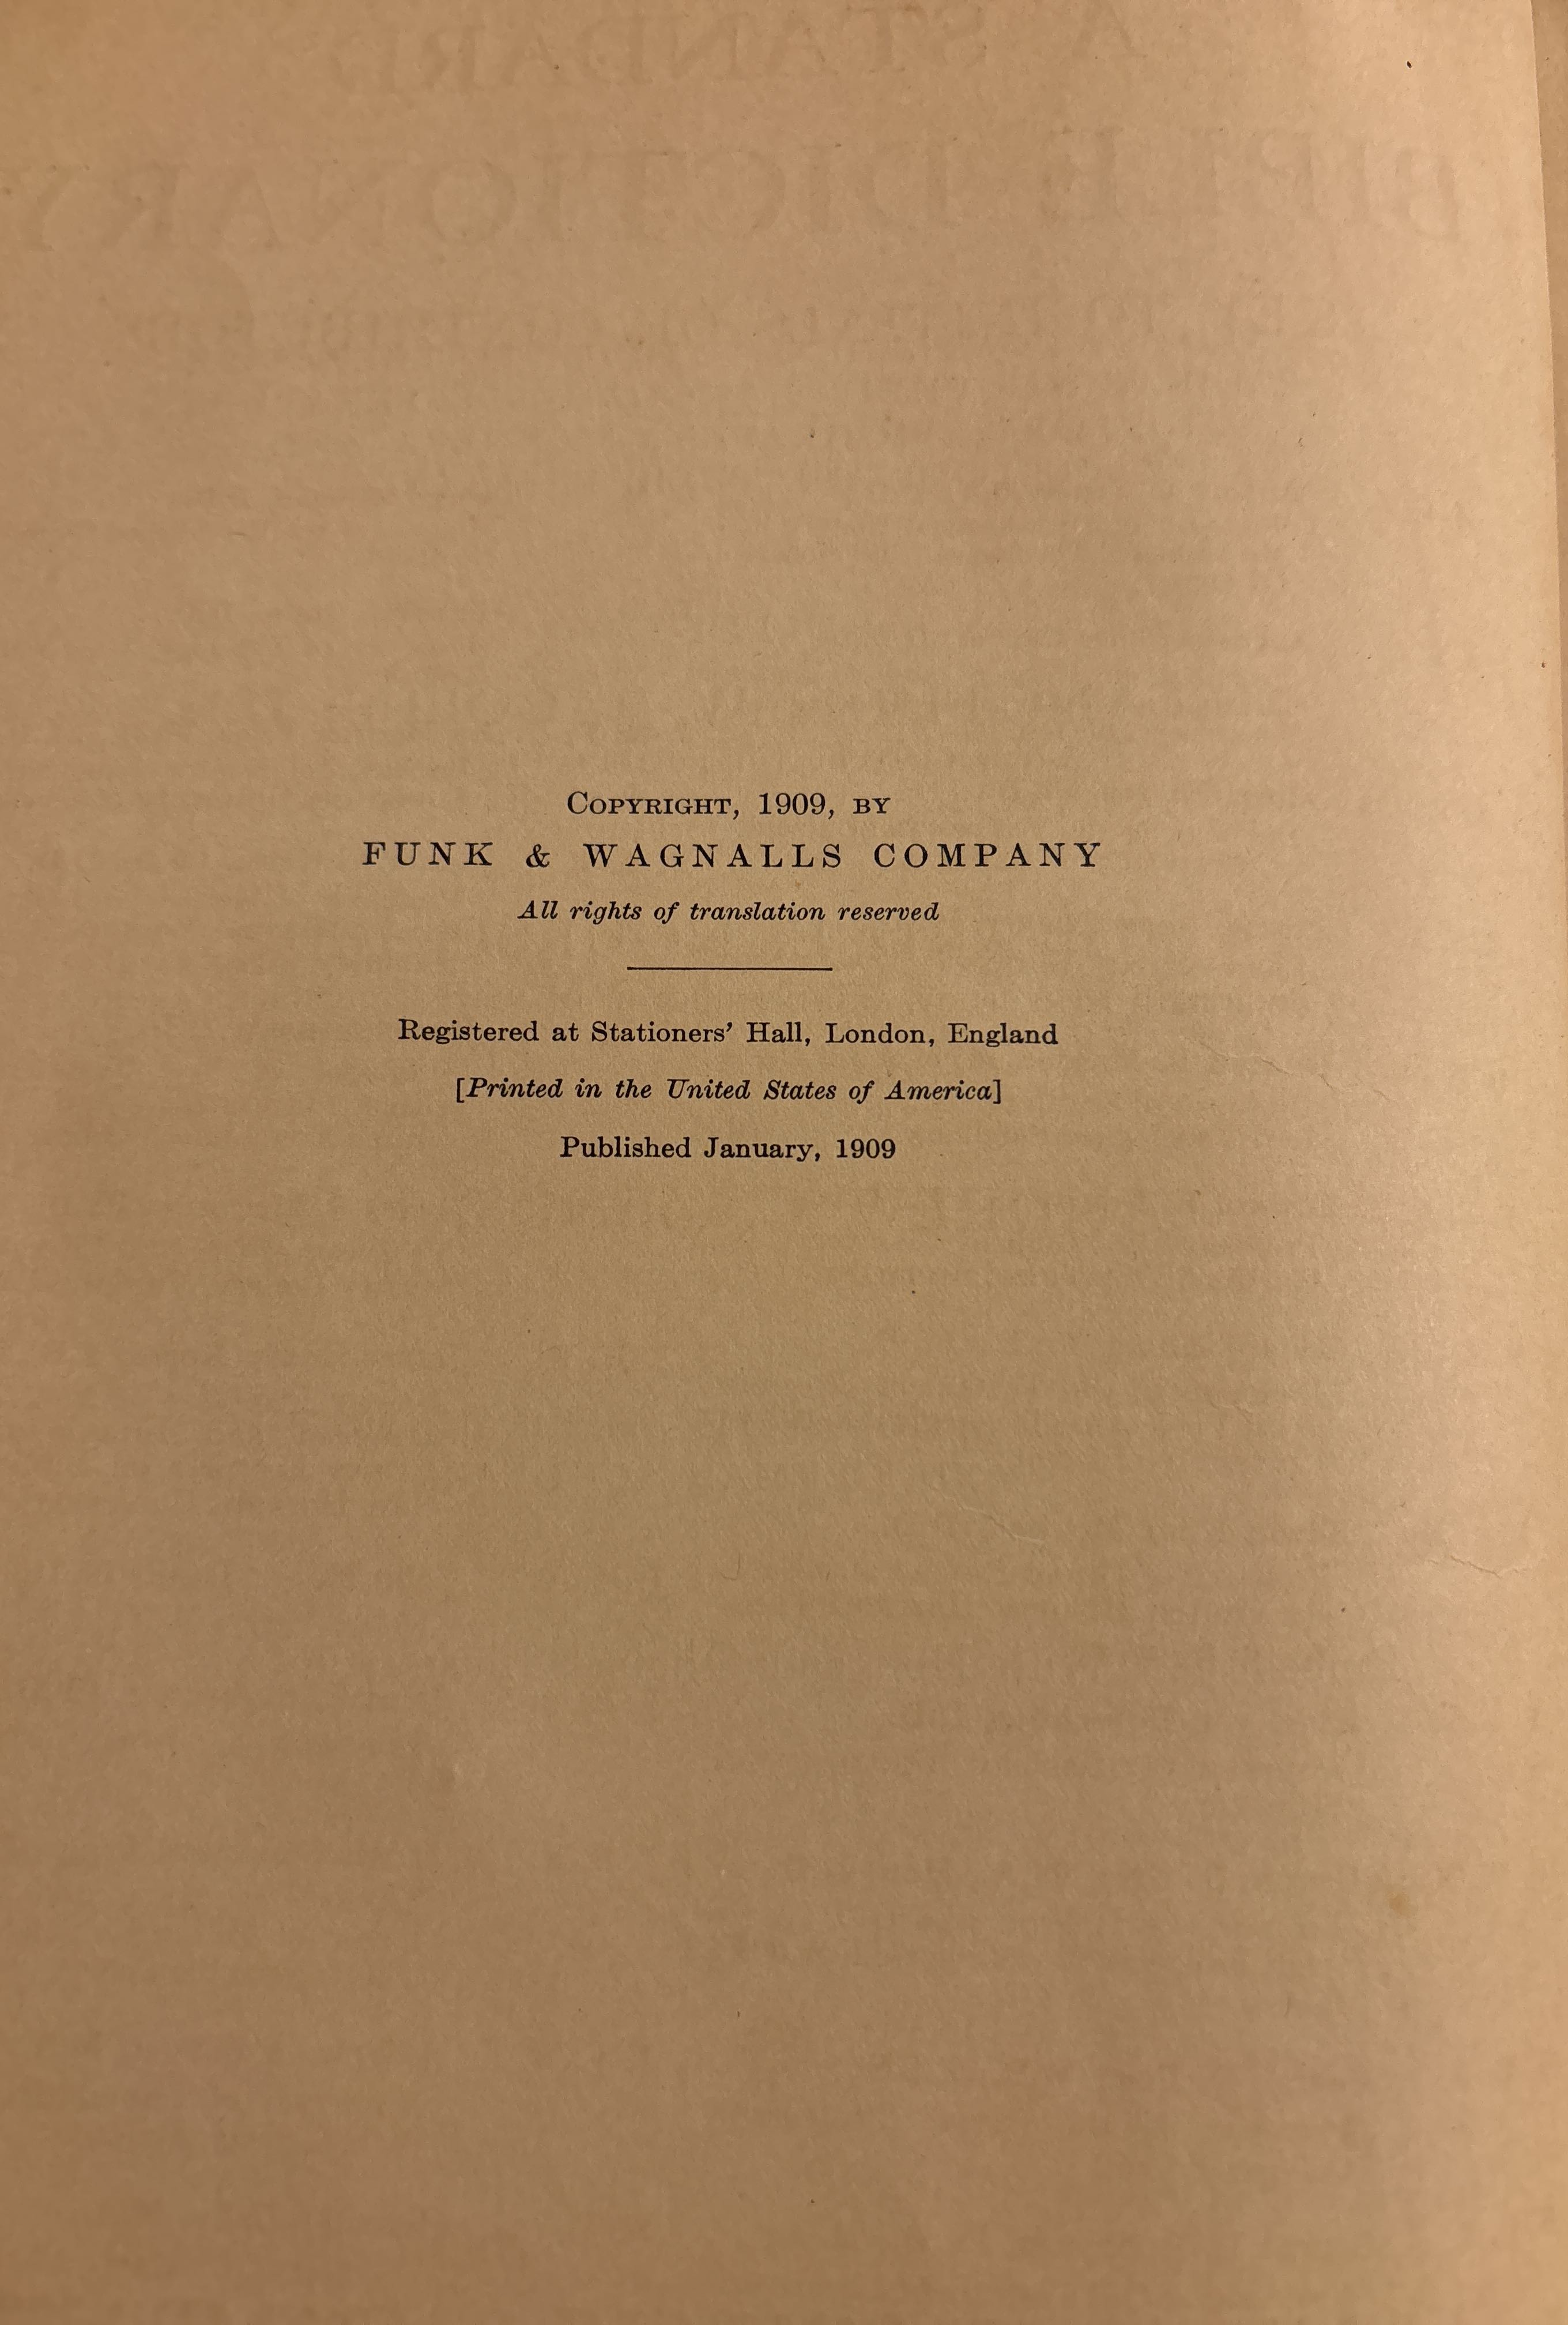 COPYRIGHT, 1909, BY
FUNK & WAGNALLS COMPANY
All rights of translation reserved
Registered at Stationers' Hall, London, England
[Printed in the United States of America]
Published January, 1909